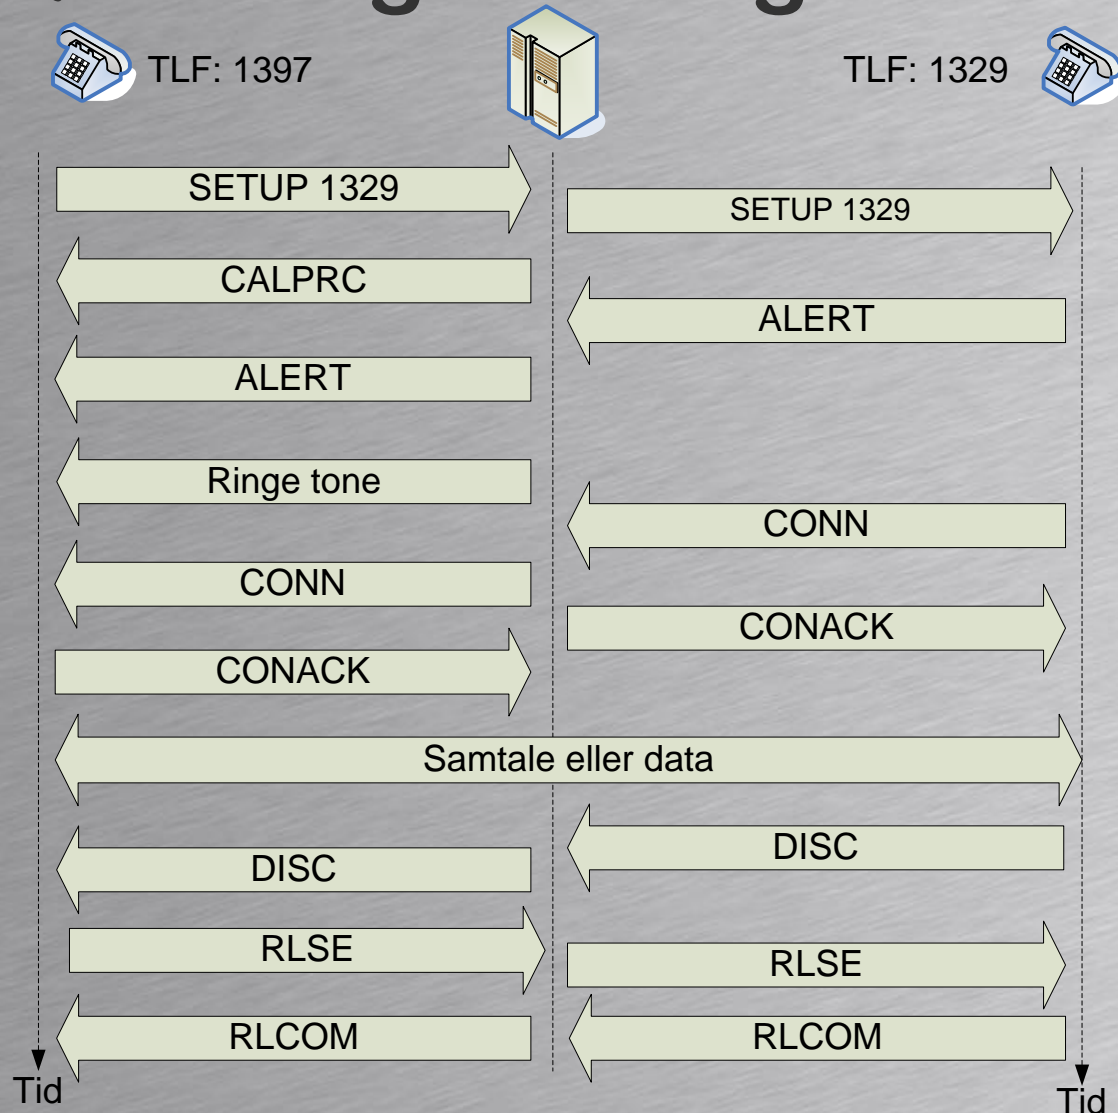 TLF: 1397
TLF: 1329
SETUP 1329
SETUP 1329
CALPRC
ALERT
ALERT
Ringe tone
CONN
CONN
CONACK
CONACK
Samtale eller data
DISC
DISC
RLSE
RLSE
RLCOM
RLCOM
Tid
Tid